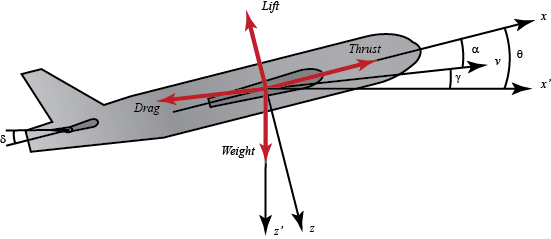 Lift
x
Thrust
α
v
θ
x'
γ
Drag
δ
Weight
z'
z